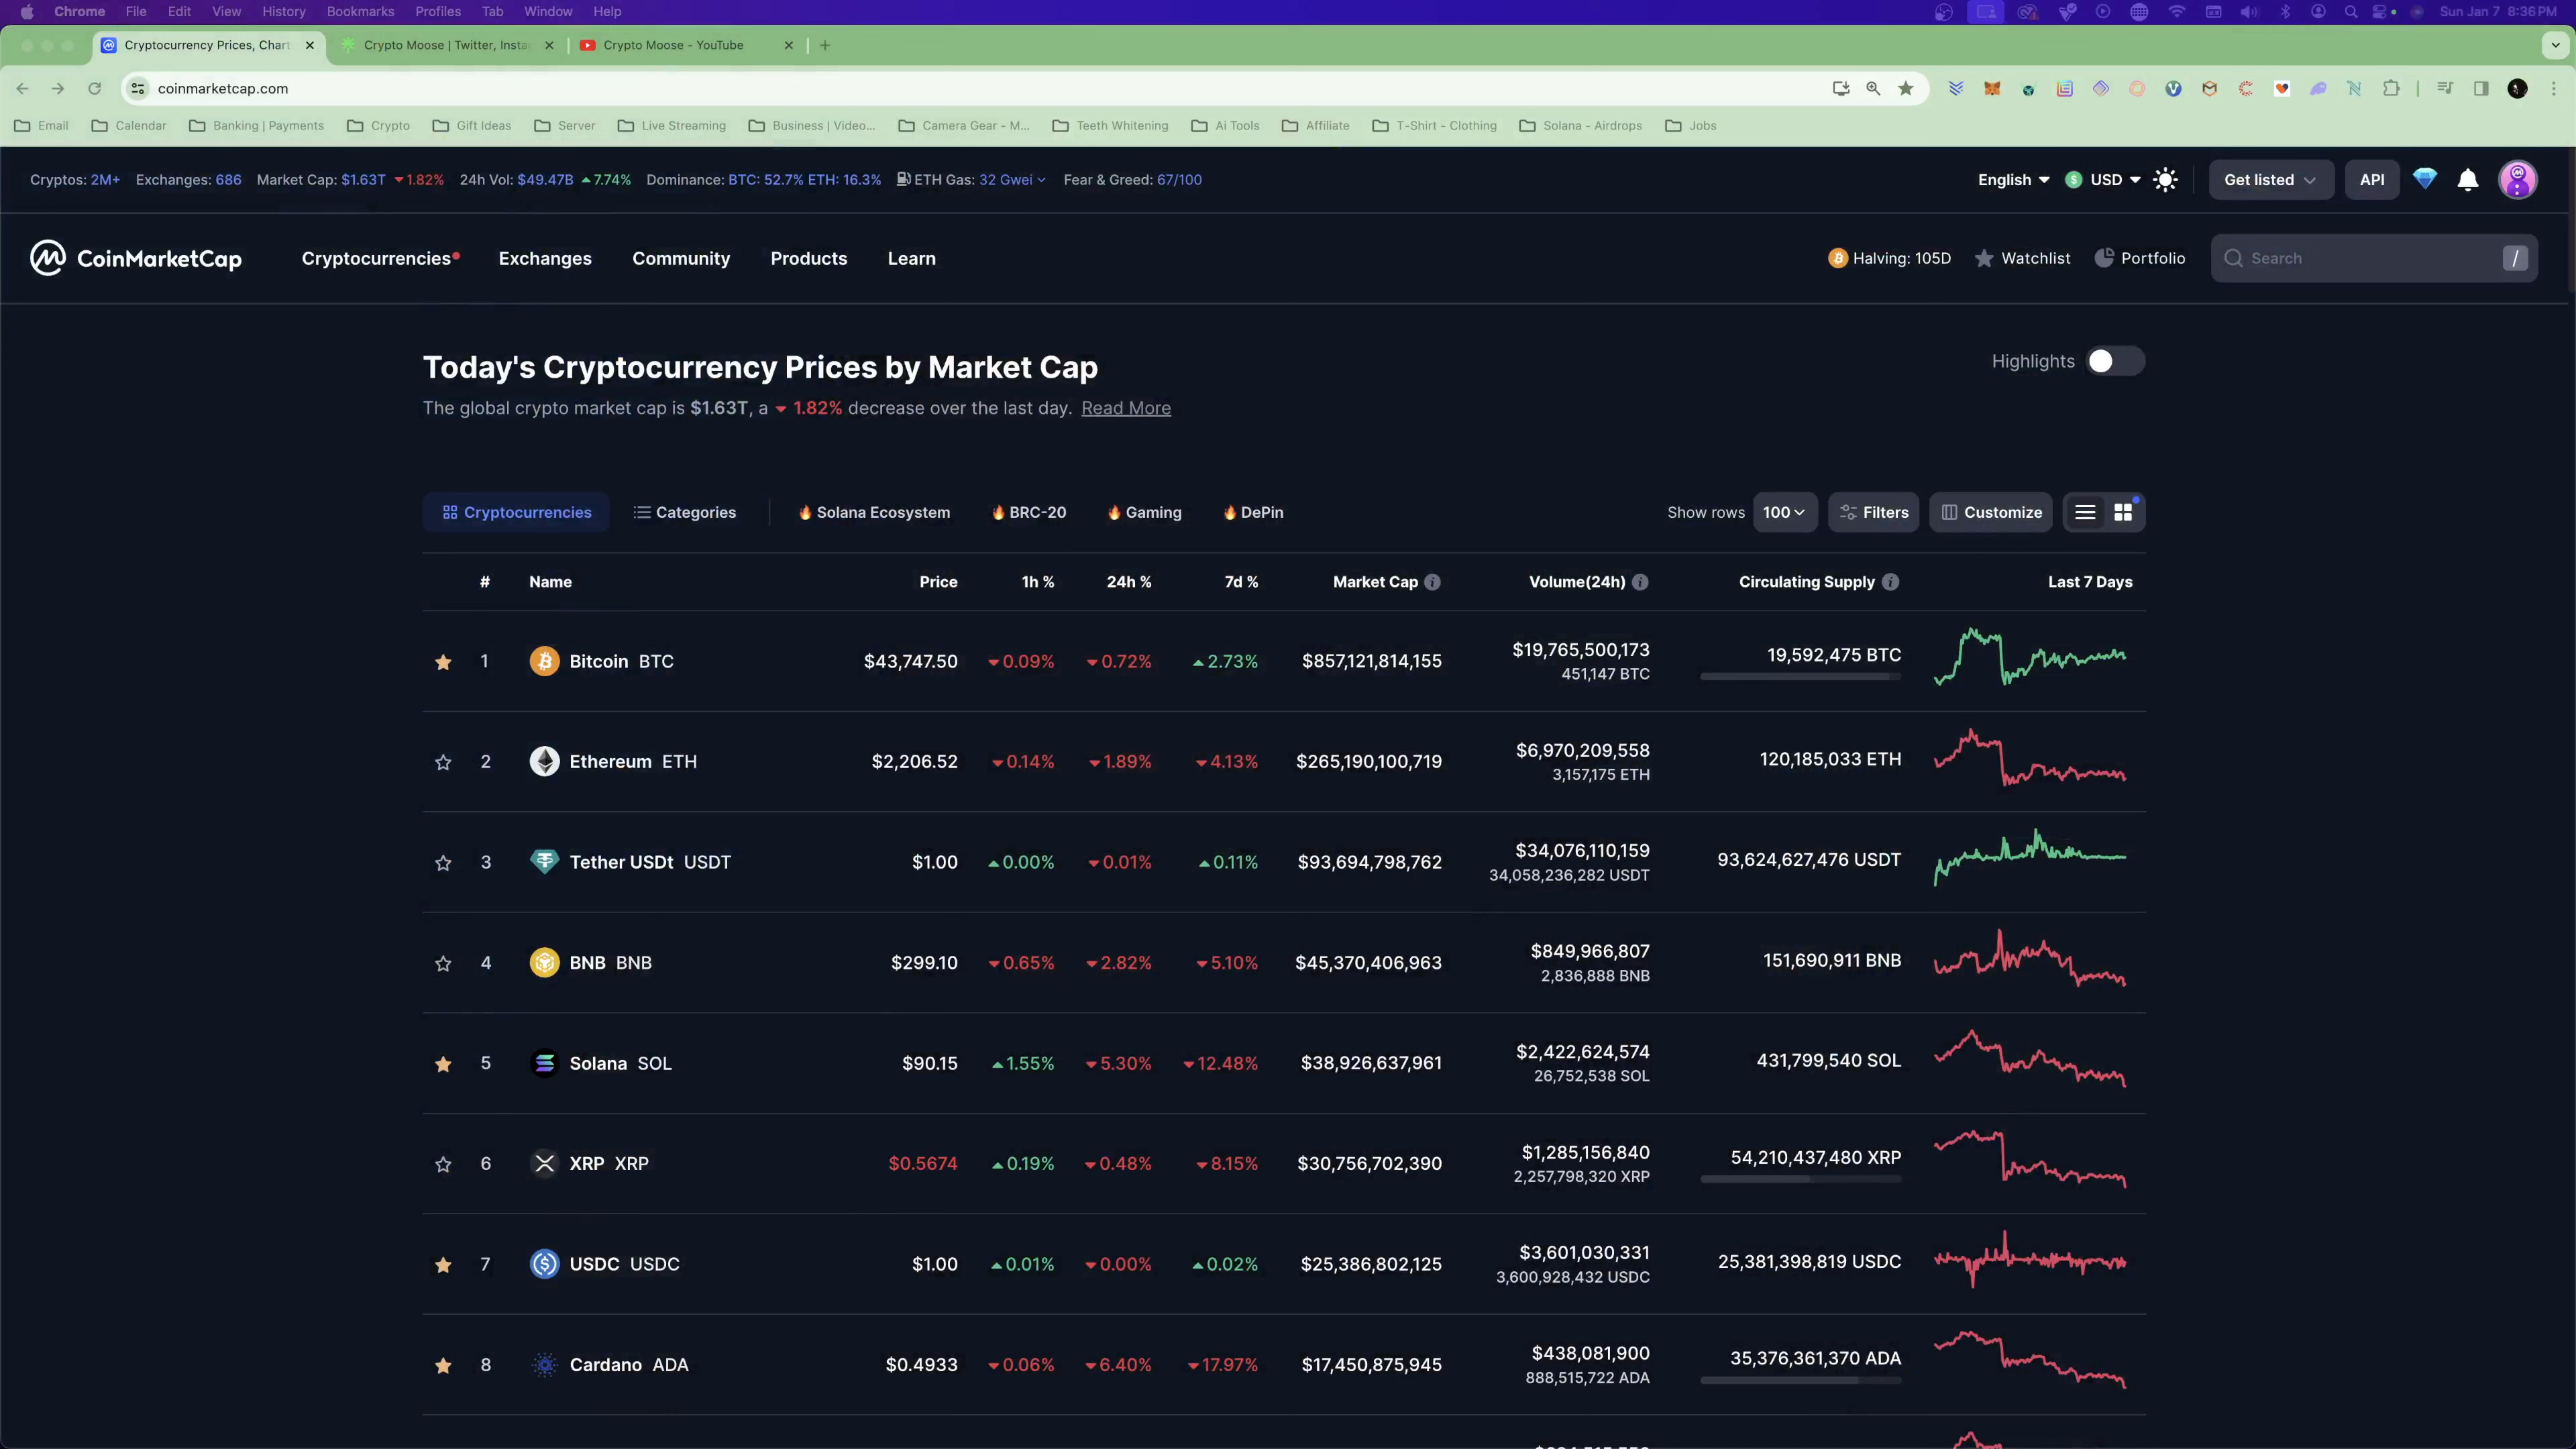 Chrome File Edit View History Bookmarks Profiles Tab Window Help Sun Jan 7 8:36 PM
Cryptocurrency Prices, Chart Crypto Moose | Twitter, Insta Crypto Moose - YouTube
coinmarketcap.com
Email Calendar Banking | Payments Crypto Gift Ideas Server Live Streaming Business | Video... Camera Gear - M... Teeth Whitening Ai Tools Affiliate T-Shirt - Clothing Solana - Airdrops Jobs
Cryptos: 2M+ Exchanges: 686 Market Cap: $1.63T 1.82% 24h Vol: $49.47B 7.74% Dominance: BTC: 52.7% ETH: 16.3% ETH Gas: 32 Gwei Fear & Greed: 67/100 English USD Get listed API
CoinMarketCap Cryptocurrencies Exchanges Community Products Learn Halving: 105D Watchlist Portfolio Search /
Today's Cryptocurrency Prices by Market Cap Highlights
The global crypto market cap is $1.63T, a 1.82% decrease over the last day. Read More
Cryptocurrencies Categories Solana Ecosystem BRC-20 Gaming DePin Show rows 100 Filters Customize
# Name Price 1h % 24h % 7d % Market Cap Volume(24h) Circulating Supply Last 7 Days
1 Bitcoin BTC $43,747.50 0.09% 0.72% 2.73% $857,121,814,155 $19,765,500,173 19,592,475 BTC
451,147 BTC
2 Ethereum ETH $2,206.52 0.14% 1.89% 4.13% $265,190,100,719 $6,970,209,558 120,185,033 ETH
3,157,175 ETH
3 Tether USDt USDT $1.00 0.00% 0.01% 0.11% $93,694,798,762 $34,076,110,159 93,624,627,476 USDT
34,058,236,282 USDT
4 BNB BNB $299.10 0.65% 2.82% 5.10% $45,370,406,963 $849,966,807 151,690,911 BNB
2,836,888 BNB
5 Solana SOL $90.15 1.55% 5.30% 12.48% $38,926,637,961 $2,422,624,574 431,799,540 SOL
26,752,538 SOL
6 XRP XRP $0.5674 0.19% 0.48% 8.15% $30,756,702,390 $1,285,156,840 54,210,437,480 XRP
2,257,798,320 XRP
7 USDC USDC $1.00 0.01% 0.00% 0.02% $25,386,802,125 $3,601,030,331 25,381,398,819 USDC
3,600,928,432 USDC
8 Cardano ADA $0.4933 0.06% 6.40% 17.97% $17,450,875,945 $438,081,900 35,376,361,370 ADA
888,515,722 ADA